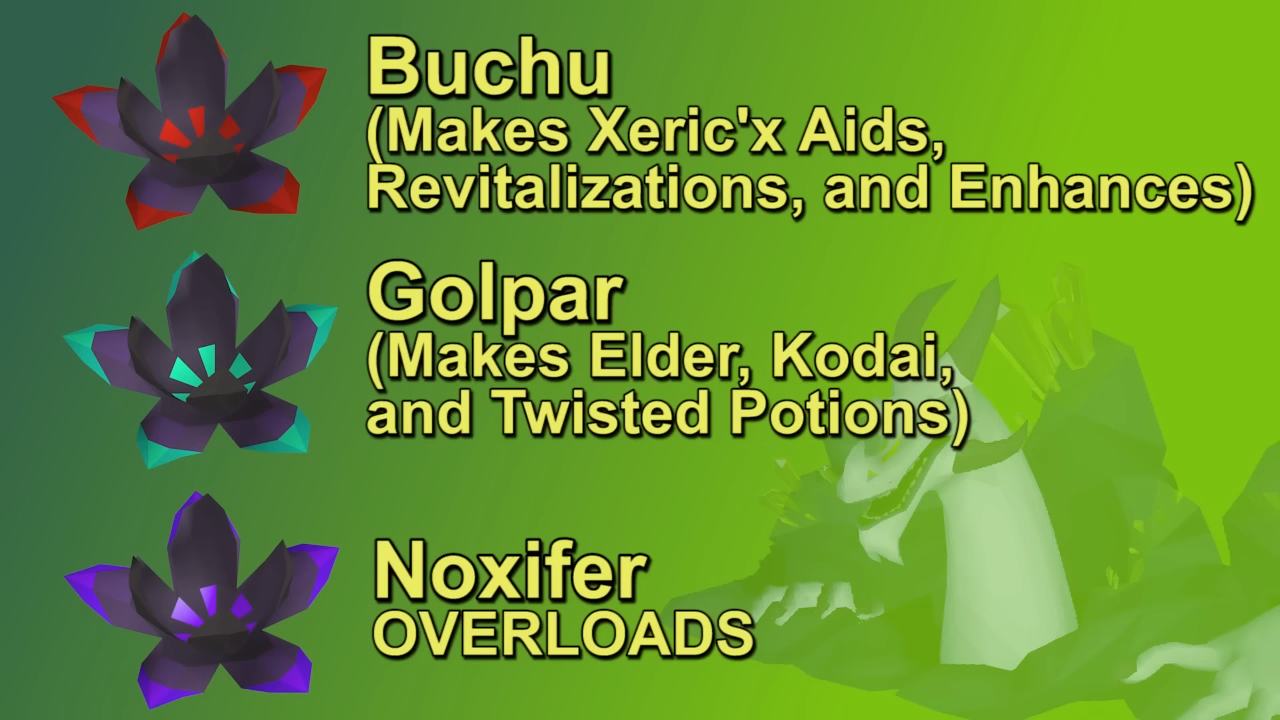 Buchu
(Makes Xeric'x Aids,
Revitalizations, and Enhances)
Golpar
(Makes Elder, Kodai,
and Twisted Potions)
Noxifer
OVERLOADS